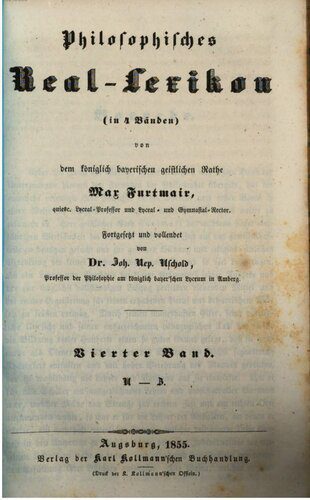 Philosophisches
Real-Lexikon
(in 4 Bänden)
von
dem königlich bayerischen geistlichen Rathe
Max Furtmair,
quiesc. Lyceal-Professor und Lyceal- und Gymnasial-Rector.
Fortgesetzt und vollendet
von
Dr. Joh. Nep. Uschold,
Professor der Philosophie am königlich bayer'schen Lyceum in Amberg.
Vierter Band.
N — Z.
Augsburg, 1855.
Verlag der Karl Kollmann'schen Buchhandlung.
(Druck der K. Kollmann'schen Offizin.)